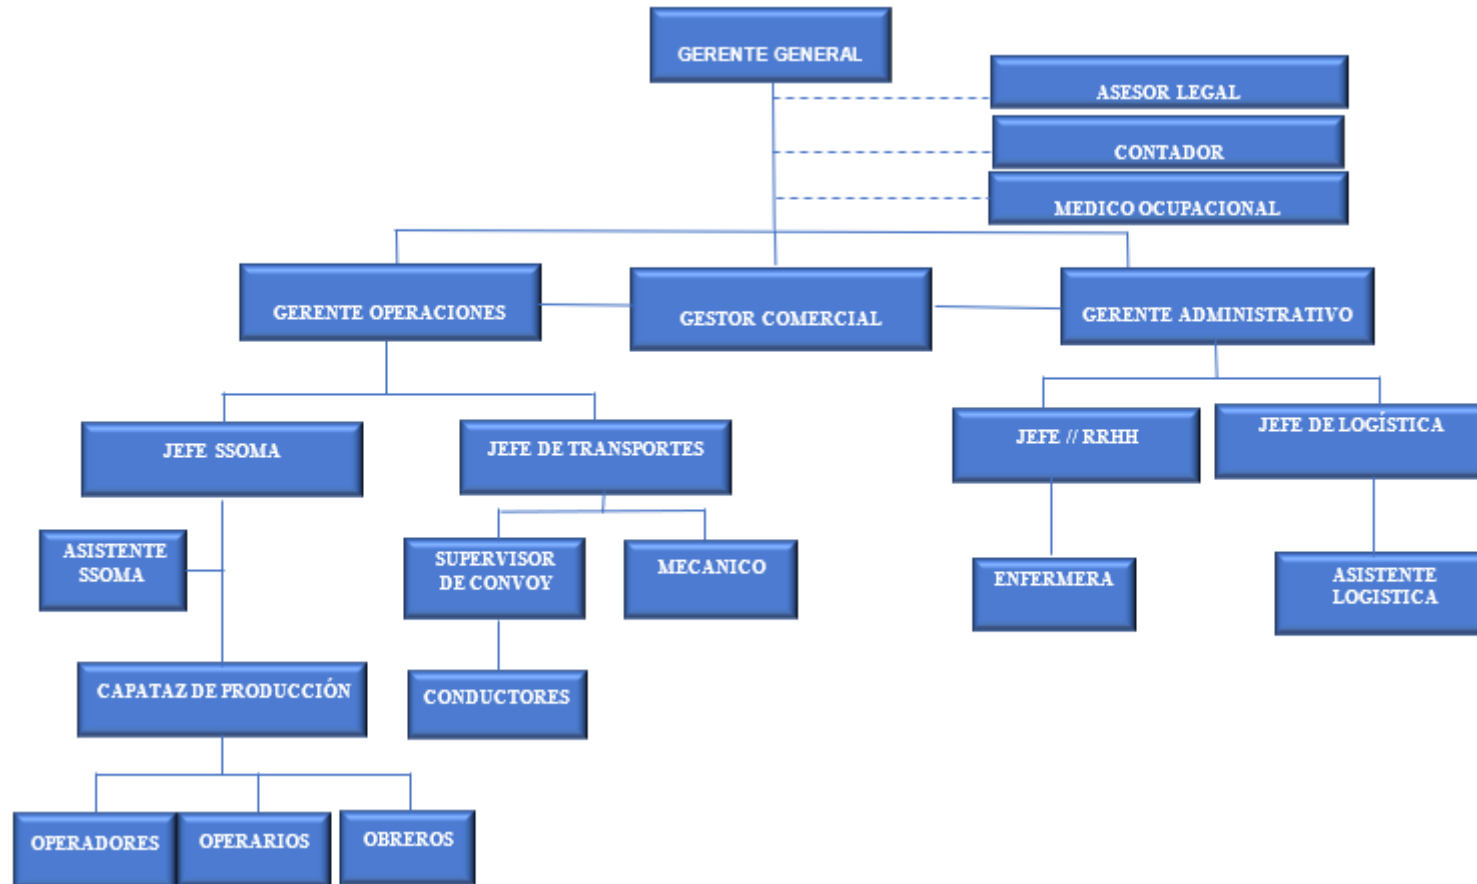 GERENTE GENERAL
ASESOR LEGAL
CONTADOR
MEDICO OCUPACIONAL
GERENTE OPERACIONES
GESTOR COMERCIAL
GERENTE ADMINISTRATIVO
JEFE SSOMA
JEFE DE TRANSPORTES
JEFE // RRHH
JEFE DE LOGÍSTICA
ASISTENTE
SSOMA
SUPERVISOR
DE CONVOY
MECANICO
ENFERMERA
ASISTENTE
LOGISTICA
CAPATAZ DE PRODUCCIÓN
CONDUCTORES
OPERADORES
OPERARIOS
OBREROS